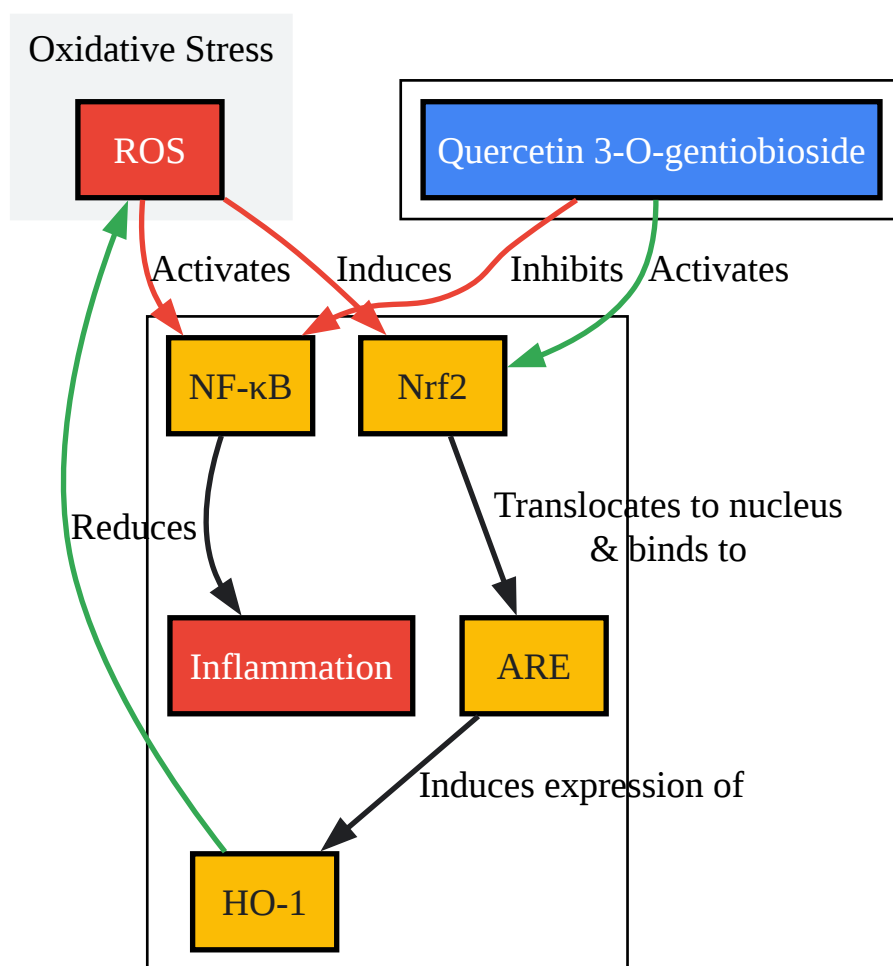 Oxidative Stress
ROS
Quercetin 3-O-gentiobioside
Activates
Induces
Inhibits
Activates
NF-κB
Nrf2
Translocates to nucleus
& binds to
Reduces
Inflammation
ARE
Induces expression of
HO-1